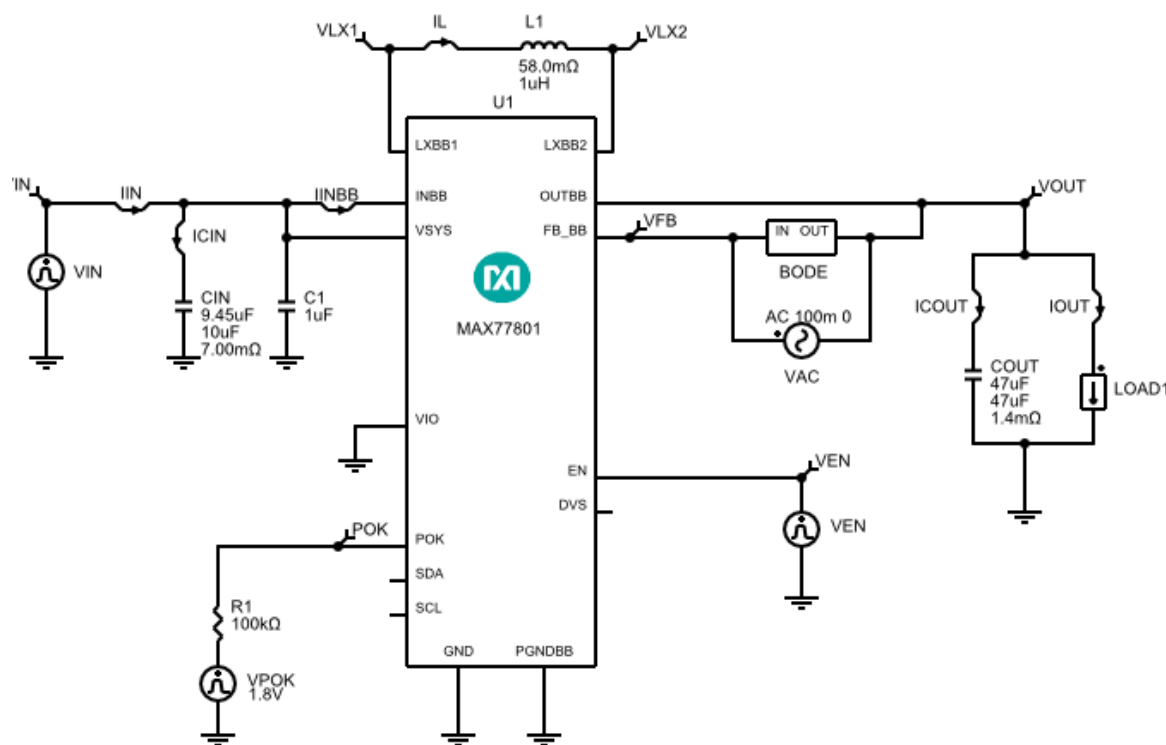 VLX1
IL
L1
VLX2
58.0mΩ
1uH
U1
LXBB1
LXBB2
VIN
IIN
IINBB
INBB
OUTBB
VOUT
VSYS
FB_BB
VFB
IN OUT
BODE
ICIN
VIN
CIN
9.45uF
10uF
7.00mΩ
C1
1uF
MAX77801
AC 100m 0
VAC
ICOUT
IOUT
COUT
47uF
47uF
1.4mΩ
LOAD1
VIO
EN
VEN
DVS
VEN
POK
POK
SDA
SCL
R1
100kΩ
GND
PGNDBB
VPOK
1.8V